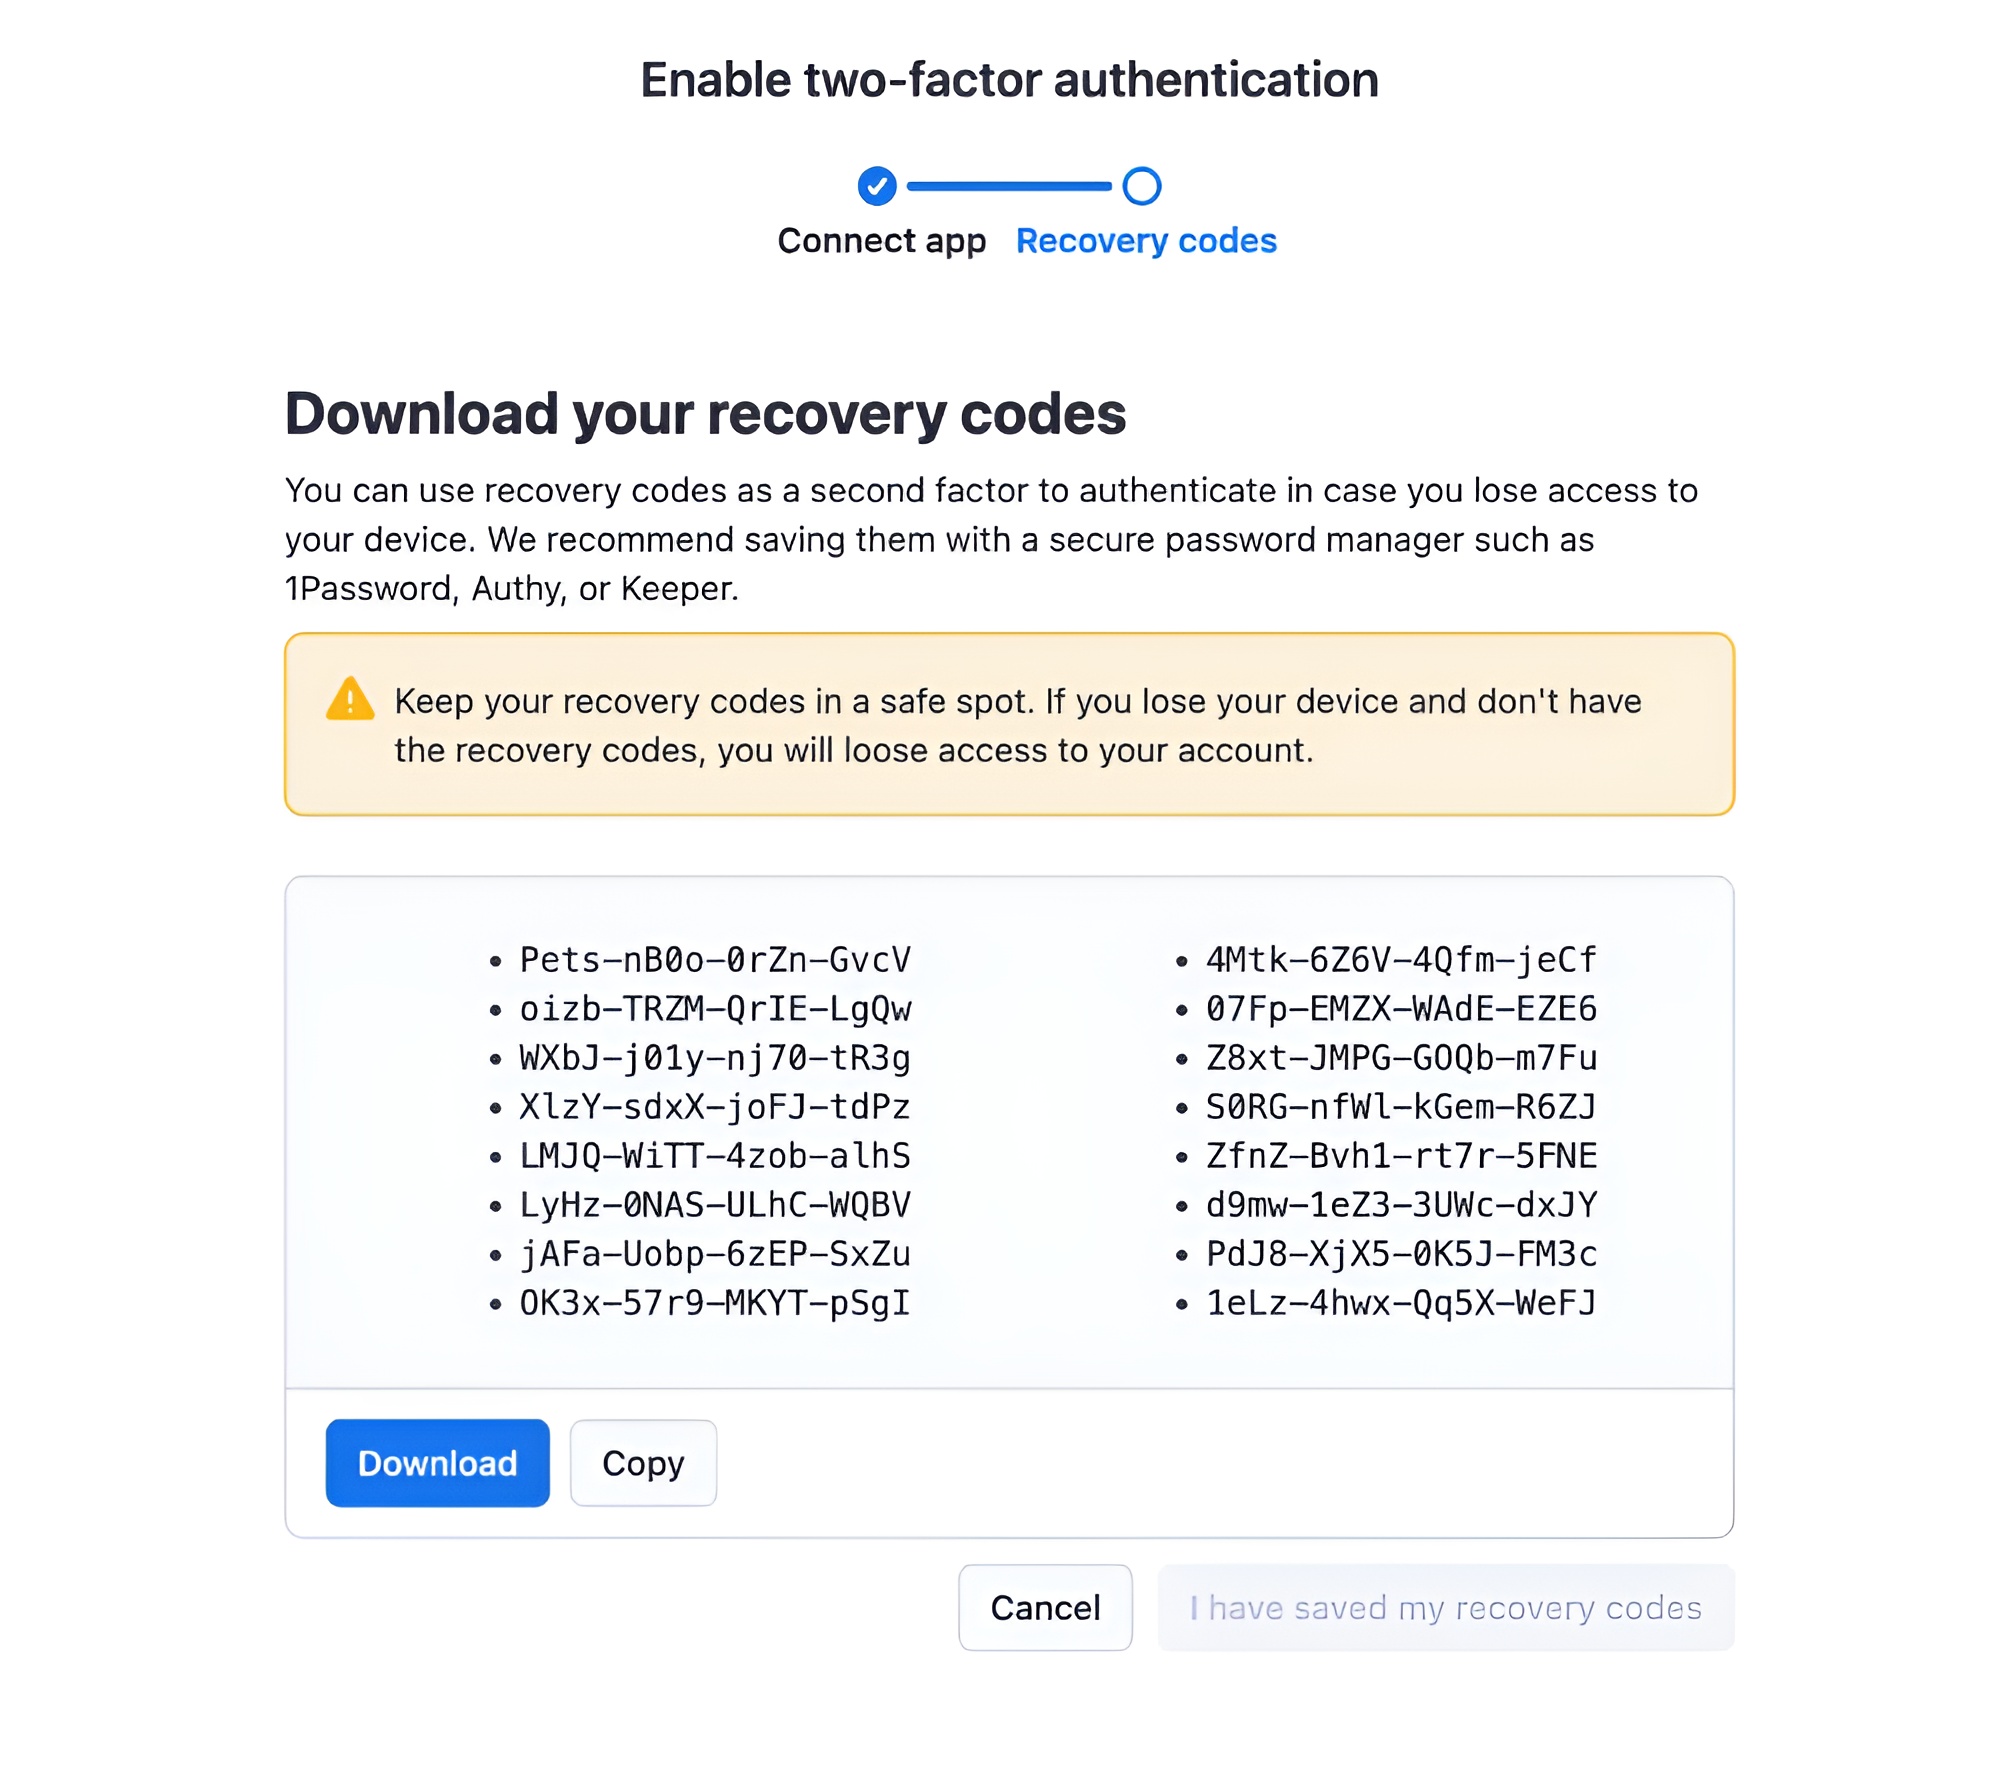 Enable two-factor authentication
Connect app Recovery codes
Download your recovery codes
You can use recovery codes as a second factor to authenticate in case you lose access to
your device. We recommend saving them with a secure password manager such as
1Password, Authy, or Keeper.
Keep your recovery codes in a safe spot. If you lose your device and don't have
the recovery codes, you will loose access to your account.
• Pets-nB0o-0rZn-GvcV
• oizb-TRZM-QrIE-LgQw
• WXbJ-j01y-nj70-tR3g
• XlzY-sdxX-joFJ-tdPz
• LMJQ-WiTT-4zob-alhS
• LyHz-0NAS-ULhC-WQBV
• jAFa-Uobp-6zEP-SxZu
• OK3x-57r9-MKYT-pSgI
• 4Mtk-6Z6V-4Qfm-jeCf
• 07Fp-EMZX-WAdE-EZE6
• Z8xt-JMPG-GOQb-m7Fu
• S0RG-nfWl-kGem-R6ZJ
• ZfnZ-Bvh1-rt7r-5FNE
• d9mw-1eZ3-3UWc-dxJY
• PdJ8-XjX5-0K5J-FM3c
• 1eLz-4hwx-Qq5X-WeFJ
Download Copy
Cancel I have saved my recovery codes